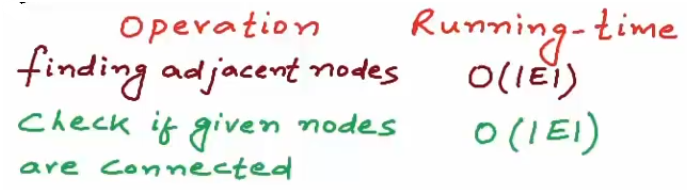 Operation Running-time
finding adjacent nodes O(|E|)
Check if given nodes O(|E|)
are connected